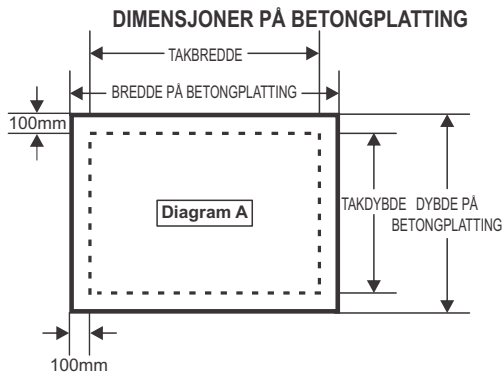 DIMENSJONER PÅ BETONGPLATTING
TAKBREDDE
BREDDE PÅ BETONGPLATTING
100mm
Diagram A
TAKDYBDE
DYBDE PÅ
BETONGPLATTING
100mm